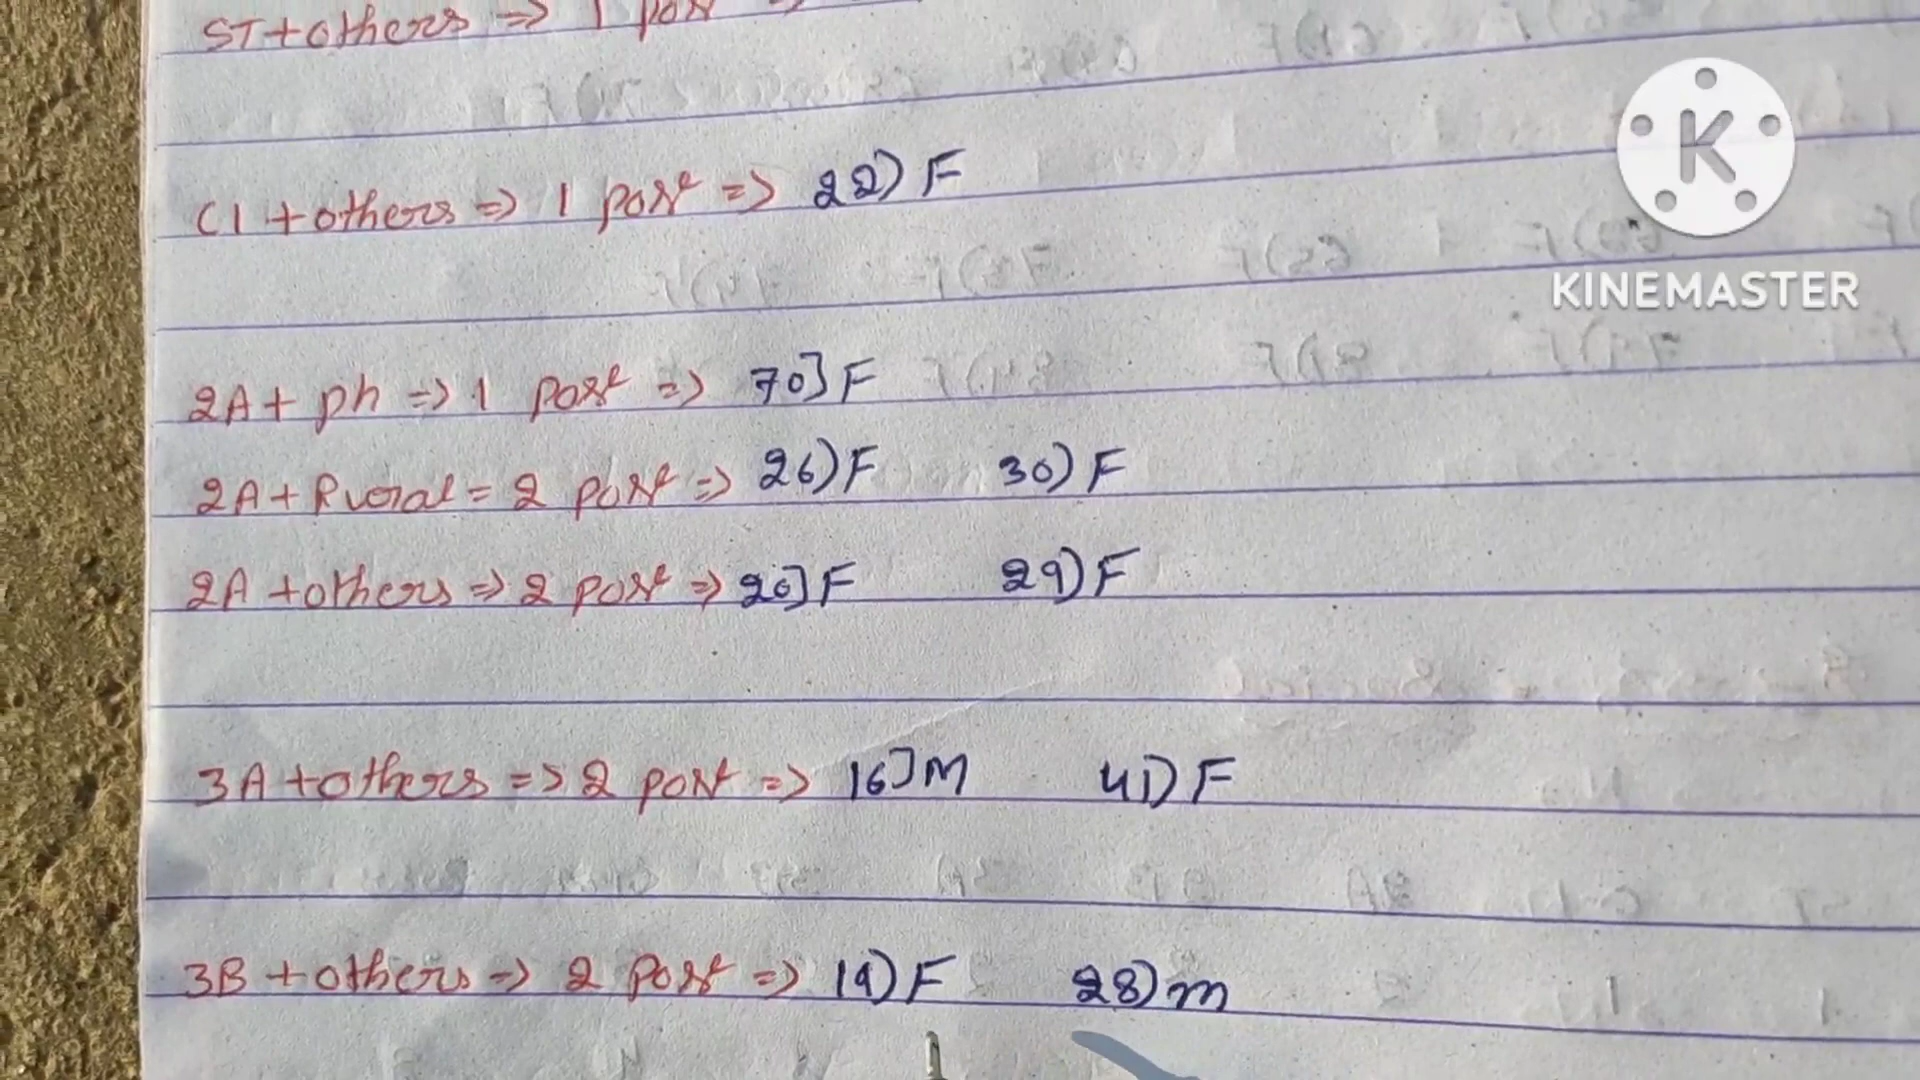 ST + others => 1 post =>
C1 + others => 1 post => 22) F
K
KINEMASTER
2A + ph => 1 post => 70] F
2A + Rural = 2 post => 26) F 30) F
2A + others => 2 post => 20] F 29) F
3A + others => 2 post => 16] M 41) F
3B + others => 2 post => 19) F 28) m